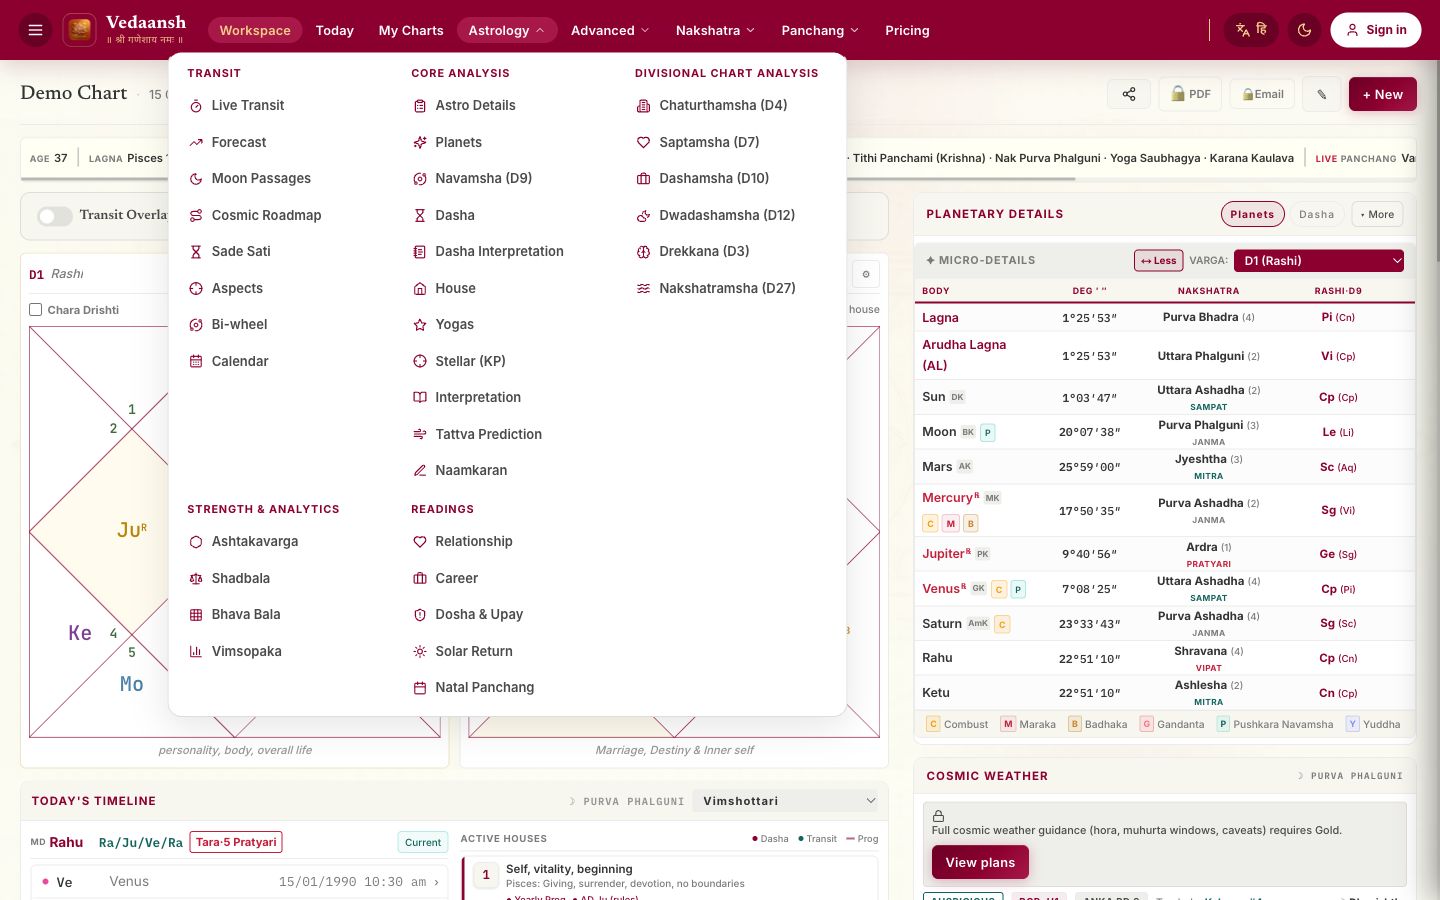 Vedaansh
॥ श्री गणेशाय नमः ॥
Workspace
Today
My Charts
Astrology
Advanced
Nakshatra
Panchang
Pricing
हि
Sign in
Demo Chart
PDF
Email
+ New
AGE 37
LAGNA Pisces
· Tithi Panchami (Krishna) · Nak Purva Phalguni · Yoga Saubhagya · Karana Kaulava
LIVE PANCHANG
TRANSIT
Live Transit
Forecast
Moon Passages
Cosmic Roadmap
Sade Sati
Aspects
Bi-wheel
Calendar
CORE ANALYSIS
Astro Details
Planets
Navamsha (D9)
Dasha
Dasha Interpretation
House
Yogas
Stellar (KP)
Interpretation
Tattva Prediction
Naamkaran
DIVISIONAL CHART ANALYSIS
Chaturthamsha (D4)
Saptamsha (D7)
Dashamsha (D10)
Dwadashamsha (D12)
Drekkana (D3)
Nakshatramsha (D27)
STRENGTH & ANALYTICS
Ashtakavarga
Shadbala
Bhava Bala
Vimsopaka
READINGS
Relationship
Career
Dosha & Upay
Solar Return
Natal Panchang
Transit
D1 Rashi
Chara Drishti
house
1
2
Ju R
Ke
4
5
Mo
personality, body, overall life
Marriage, Destiny & Inner self
PLANETARY DETAILS
Planets
Dasha
• More
✦ MICRO-DETAILS
↔ Less
VARGA:
D1 (Rashi)
BODY DEG ° ' " NAKSHATRA RASHI·D9
Lagna 1°25'53" Purva Bhadra (4) Pi (Cn)
Arudha Lagna (AL) 1°25'53" Uttara Phalguni (2) Vi (Cp)
Sun DK 1°03'47" Uttara Ashadha (2) SAMPAT Cp (Cp)
Moon BK P 20°07'38" Purva Phalguni (3) JANMA Le (Li)
Mars AK 25°59'00" Jyeshtha (3) MITRA Sc (Aq)
Mercury℞ MK C M B 17°50'35" Purva Ashadha (2) JANMA Sg (Vi)
Jupiter℞ PK 9°40'56" Ardra (1) PRATYARI Ge (Sg)
Venus℞ GK C P 7°08'25" Uttara Ashadha (4) SAMPAT Cp (Pi)
Saturn AmK C 23°33'43" Purva Ashadha (4) JANMA Sg (Sc)
Rahu 22°51'10" Shravana (4) VIPAT Cp (Cn)
Ketu 22°51'10" Ashlesha (2) MITRA Cn (Cp)
C Combust M Maraka B Badhaka G Gandanta P Pushkara Navamsha Y Yuddha
TODAY'S TIMELINE
☽ PURVA PHALGUNI
Vimshottari
MD Rahu Ra/Ju/Ve/Ra Tara·5 Pratyari
Current
Ve Venus 15/01/1990 10:30 am ›
ACTIVE HOUSES
Dasha
Transit
Prog
1
Self, vitality, beginning
Pisces: Giving, surrender, devotion, no boundaries
COSMIC WEATHER
☽ PURVA PHALGUNI
Full cosmic weather guidance (hora, muhurta windows, caveats) requires Gold.
View plans